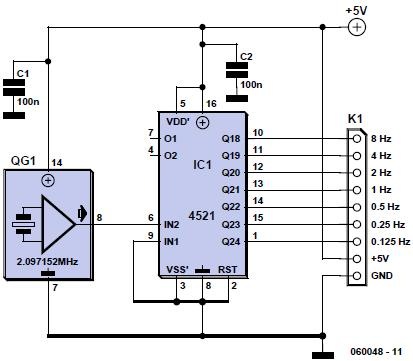 +5V
C1
100n
C2
100n
K1
5
16
VDD'
7
O1
4
O2
IC1
4521
QG1
14
8
2.097152MHz
7
6
IN2
9
IN1
Q18
10
8 Hz
Q19
11
4 Hz
Q20
12
2 Hz
Q21
13
1 Hz
Q22
14
0.5 Hz
Q23
15
0.25 Hz
Q24
1
0.125 Hz
+5V
GND
VSS'
RST
3
8
2
060048 - 11